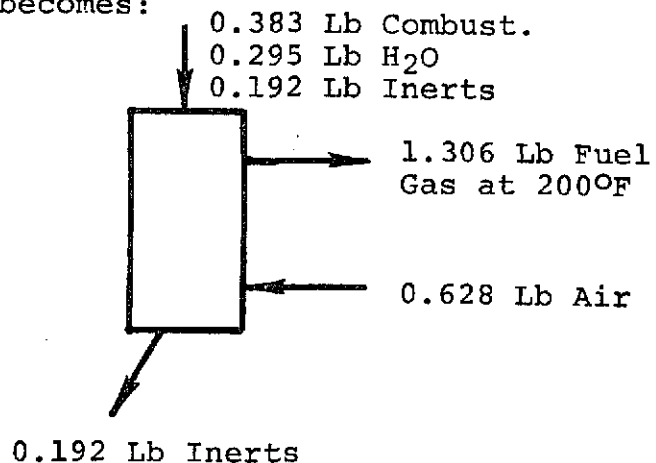 becomes:
0.383 Lb Combust.
0.295 Lb H2O
0.192 Lb Inerts
1.306 Lb Fuel
Gas at 200°F
0.628 Lb Air
0.192 Lb Inerts